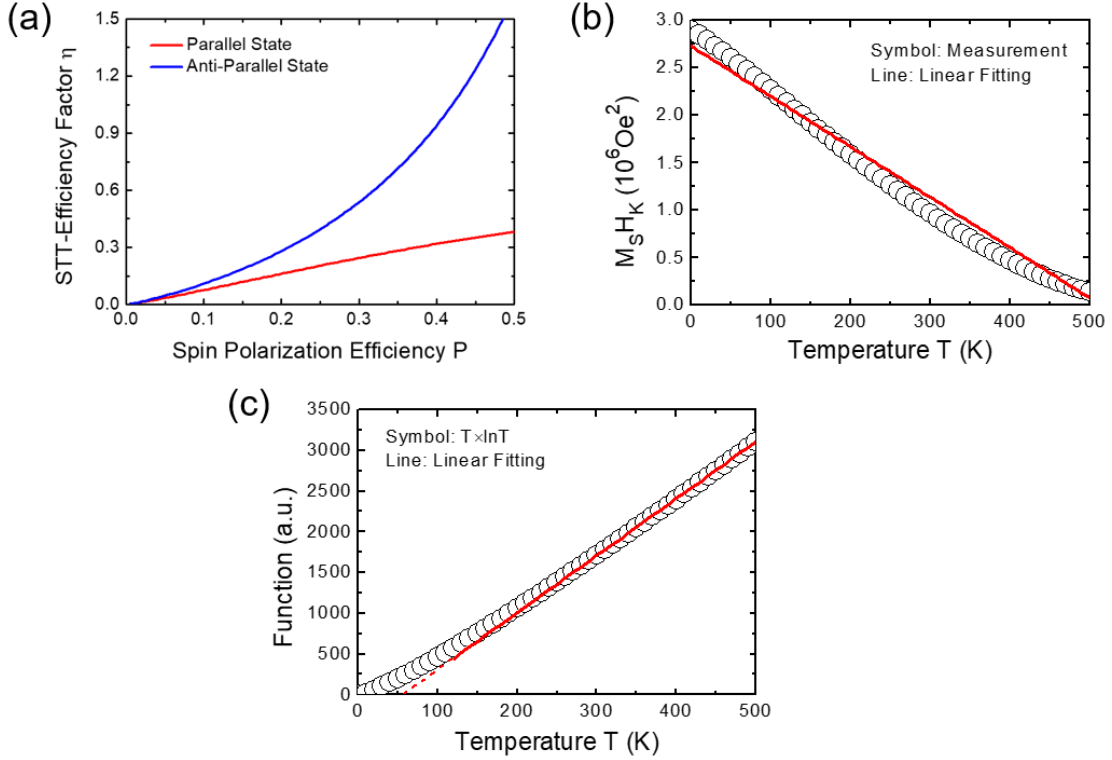 (a)
1.5
1.2
0.9
0.6
0.3
0.0
STT-Efficiency Factor η
Parallel State
Anti-Parallel State
0.0 0.1 0.2 0.3 0.4 0.5
Spin Polarization Efficiency P
(b)
3.0
2.5
2.0
1.5
1.0
0.5
0.0
M_SH_K (10^6Oe^2)
Symbol: Measurement
Line: Linear Fitting
0 100 200 300 400 500
Temperature T (K)
(c)
3500
3000
2500
2000
1500
1000
500
0
Function (a.u.)
Symbol: T×lnT
Line: Linear Fitting
0 100 200 300 400 500
Temperature T (K)